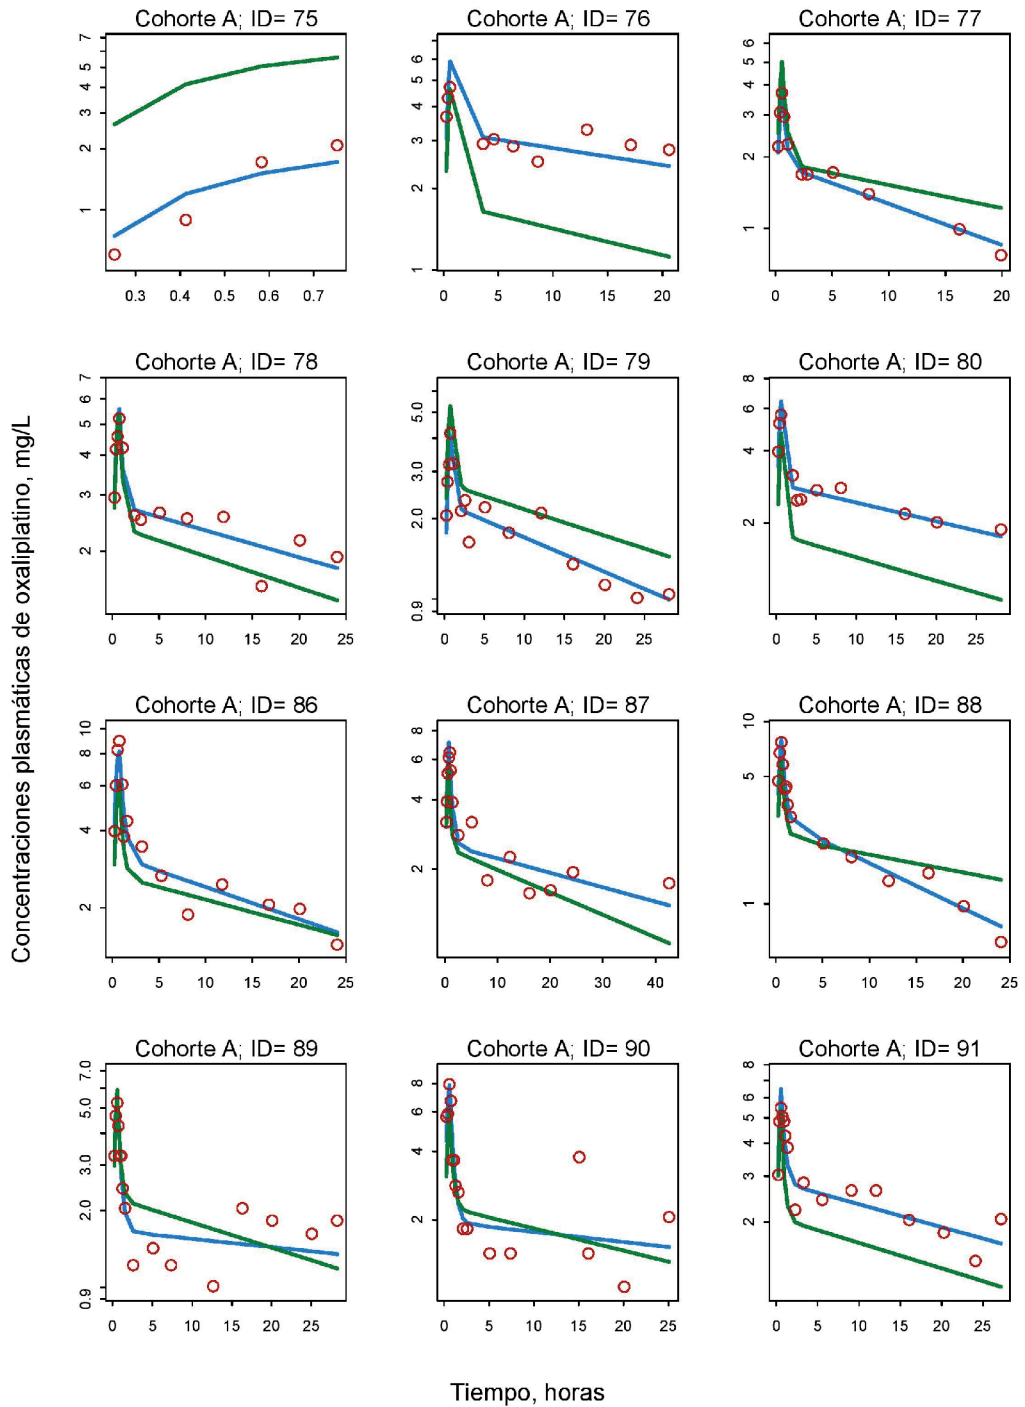 Cohorte A; ID= 75
7
5
4
3
2
1
0.3 0.4 0.5 0.6 0.7
Cohorte A; ID= 76
6
5
4
3
2
1
0 5 10 15 20
Cohorte A; ID= 77
6
5
4
3
2
1
0 5 10 15 20
Cohorte A; ID= 78
7
6
5
4
3
2
0 5 10 15 20 25
Cohorte A; ID= 79
5.0
3.0
2.0
0.9
0 5 10 15 20 25
Cohorte A; ID= 80
8
6
4
2
0 5 10 15 20 25
Cohorte A; ID= 86
10
8
6
4
2
0 5 10 15 20 25
Cohorte A; ID= 87
8
6
4
2
0 10 20 30 40
Cohorte A; ID= 88
10
5
1
0 5 10 15 20 25
Cohorte A; ID= 89
7.0
5.0
3.0
2.0
0.9
0 5 10 15 20 25
Cohorte A; ID= 90
8
6
4
2
0 5 10 15 20 25
Cohorte A; ID= 91
8
6
5
4
3
2
0 5 10 15 20 25
Concentraciones plasmáticas de oxaliplatino, mg/L
Tiempo, horas